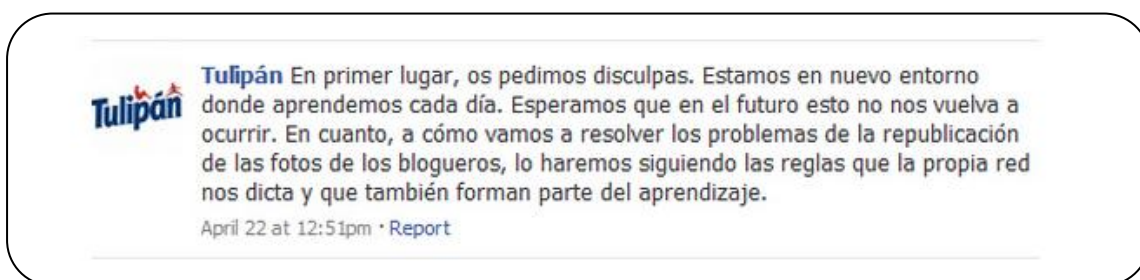 Tulipán
Tulipán En primer lugar, os pedimos disculpas. Estamos en nuevo entorno
donde aprendemos cada día. Esperamos que en el futuro esto no nos vuelva a
ocurrir. En cuanto, a cómo vamos a resolver los problemas de la republicación
de las fotos de los blogueros, lo haremos siguiendo las reglas que la propia red
nos dicta y que también forman parte del aprendizaje.
April 22 at 12:51pm · Report